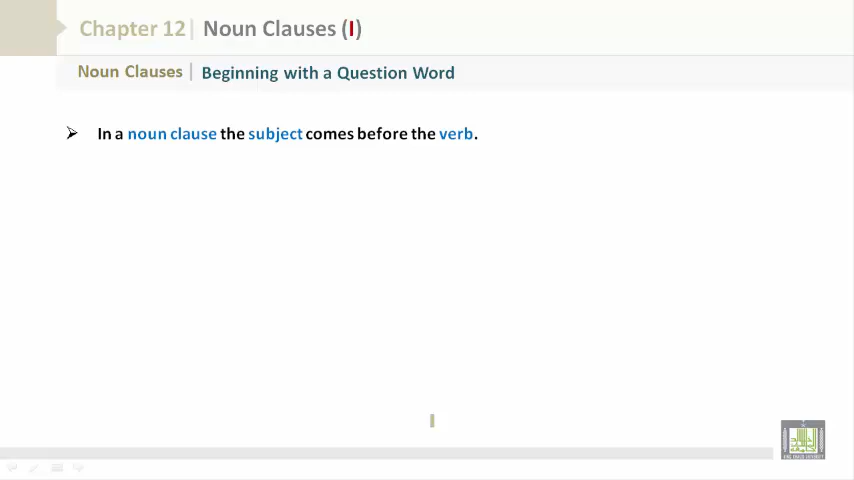 Chapter 12 | Noun Clauses (I)
Noun Clauses | Beginning with a Question Word
➢ In a noun clause the subject comes before the verb.